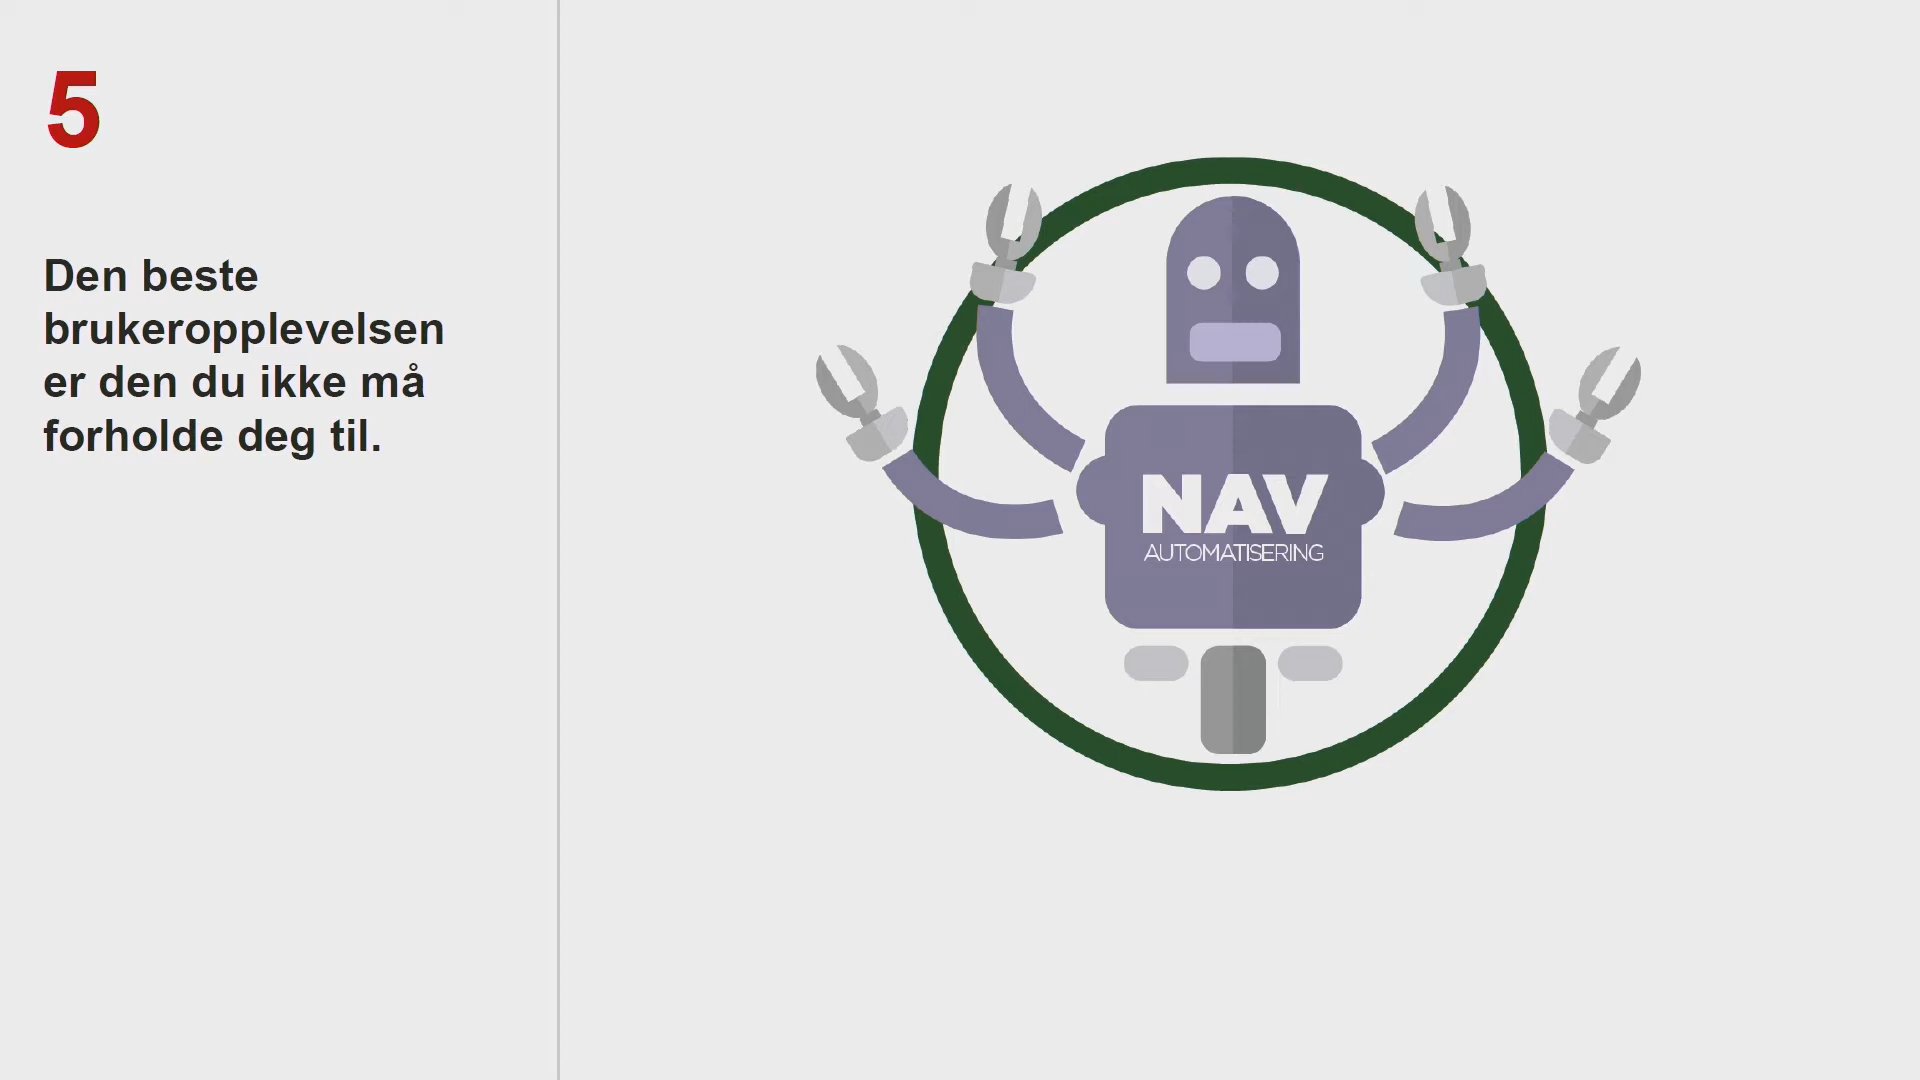 5
Den beste
brukeropplevelsen
er den du ikke må
forholde deg til.
NAV
AUTOMATISERING